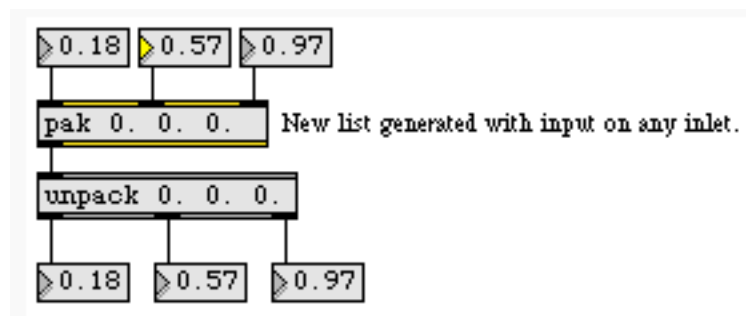 0.18 0.57 0.97
pak 0. 0. 0. New list generated with input on any inlet.
unpack 0. 0. 0.
0.18 0.57 0.97